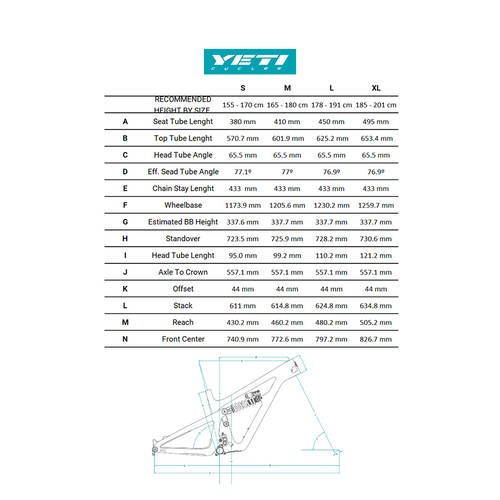 YETI
CYCLES
S M L XL
RECOMMENDED HEIGHT BY SIZE 155 - 170 cm 165 - 180 cm 178 - 191 cm 185 - 201 cm
A Seat Tube Lenght 380 mm 410 mm 450 mm 495 mm
B Top Tube Lenght 570.7 mm 601.9 mm 625.2 mm 653.4 mm
C Head Tube Angle 65.5 mm 65.5 mm 65.5 mm 65.5 mm
D Eff. Sead Tube Angle 77.1º 77º 76.9º 76.9º
E Chain Stay Lenght 433 mm 433 mm 433 mm 433 mm
F Wheelbase 1173.9 mm 1205.6 mm 1230.2 mm 1259.7 mm
G Estimated BB Height 337.6 mm 337.7 mm 337.7 mm 337.7 mm
H Standover 723.5 mm 725.9 mm 728.2 mm 730.6 mm
I Head Tube Lenght 95.0 mm 99.2 mm 110.2 mm 121.2 mm
J Axle To Crown 557.1 mm 557.1 mm 557.1 mm 557.1 mm
K Offset 44 mm 44 mm 44 mm 44 mm
L Stack 611 mm 614.8 mm 624.8 mm 634.8 mm
M Reach 430.2 mm 460.2 mm 480.2 mm 505.2 mm
N Front Center 740.9 mm 772.6 mm 797.2 mm 826.7 mm